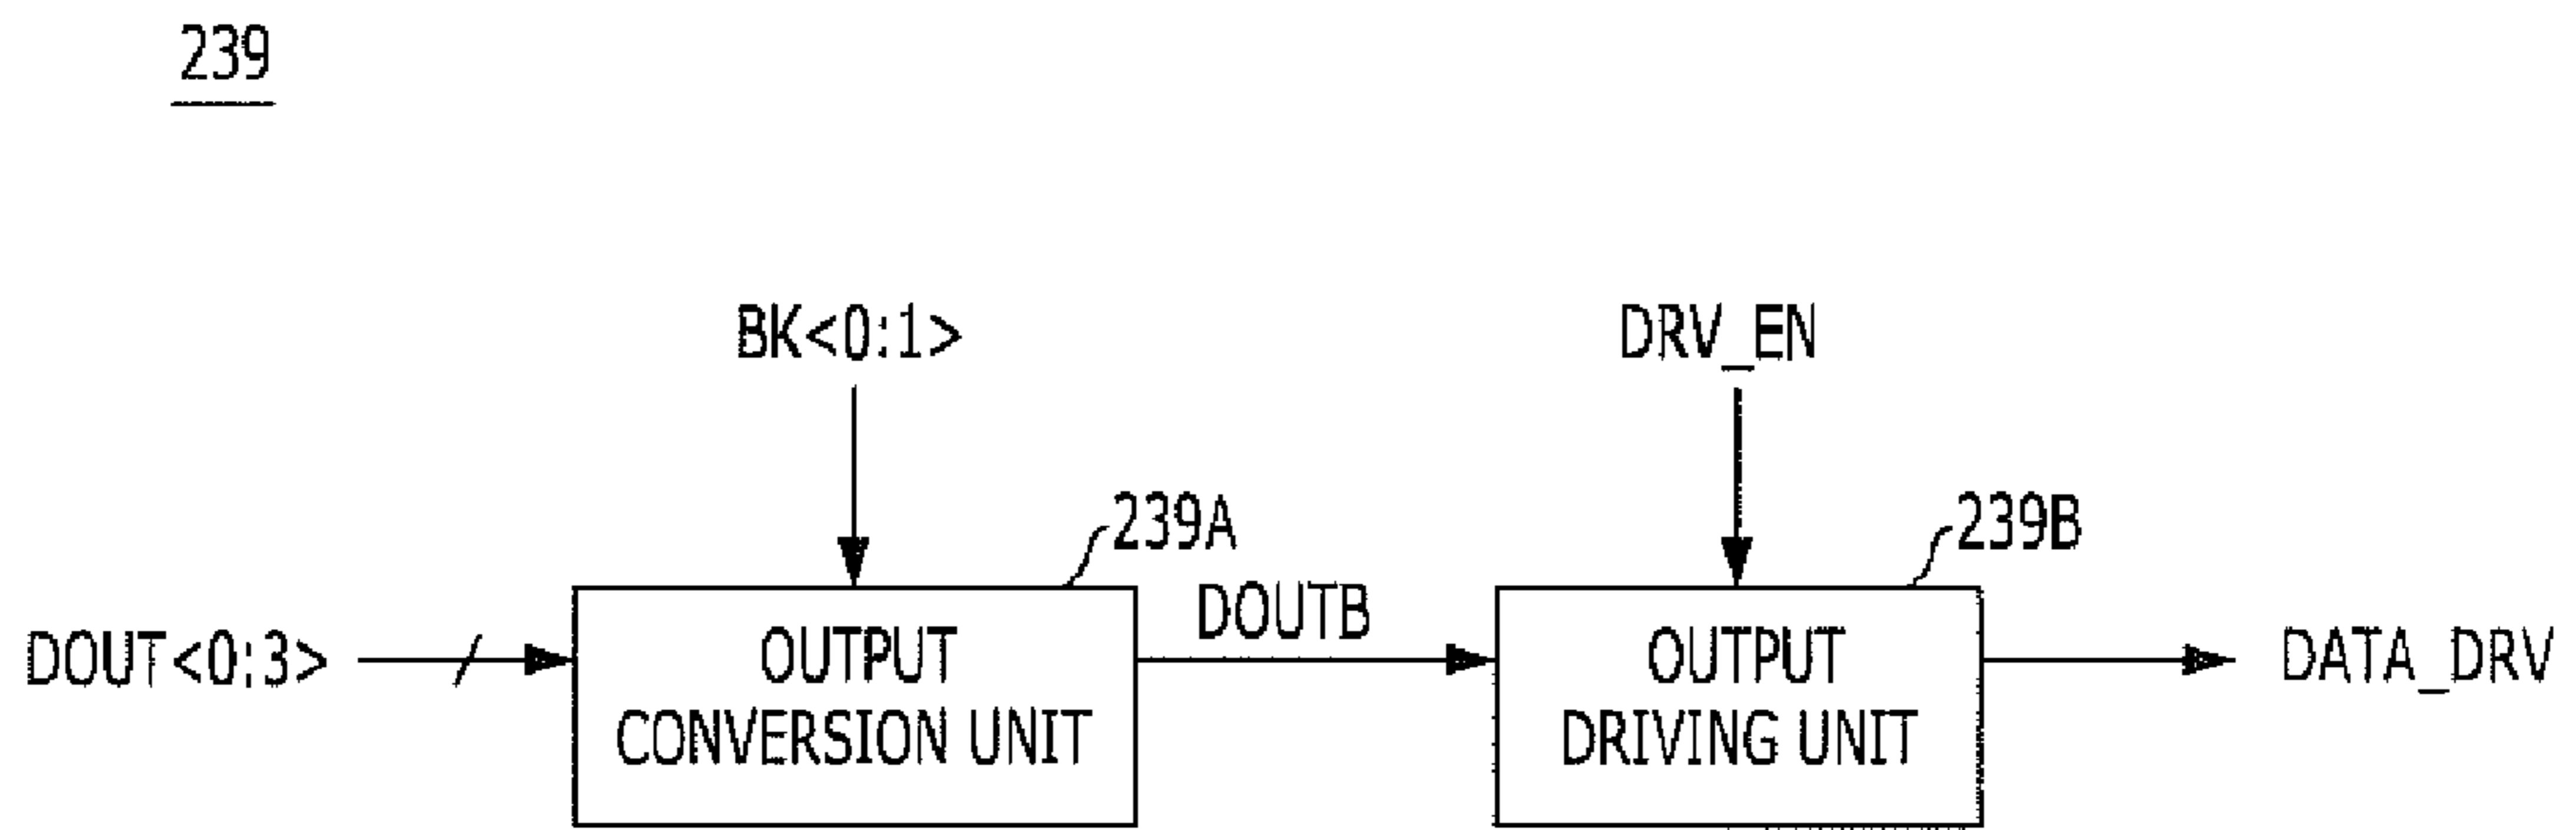 239
BK<0:1>
DRV_EN
239A
239B
DOUT<0:3>
OUTPUT
CONVERSION UNIT
DOUTB
OUTPUT
DRIVING UNIT
DATA_DRV